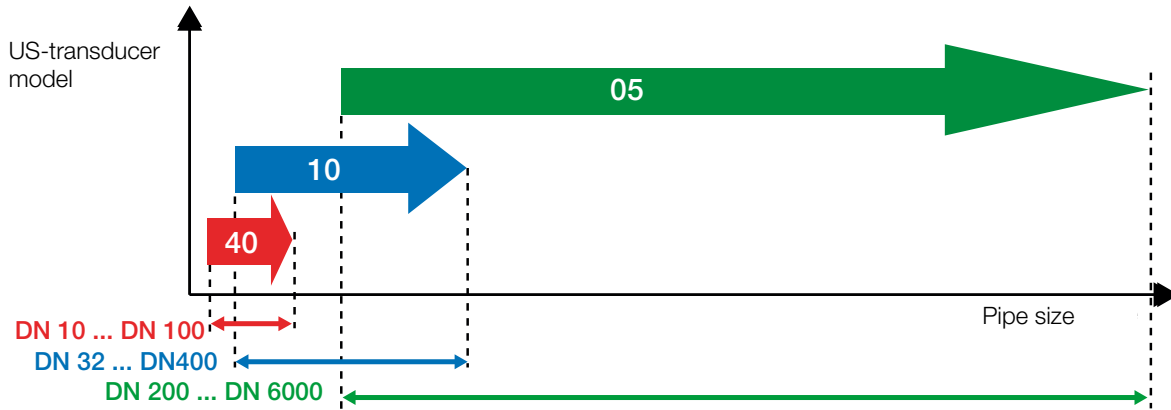 US-transducer
model
05
10
40
Pipe size
DN 10 ... DN 100
DN 32 ... DN400
DN 200 ... DN 6000